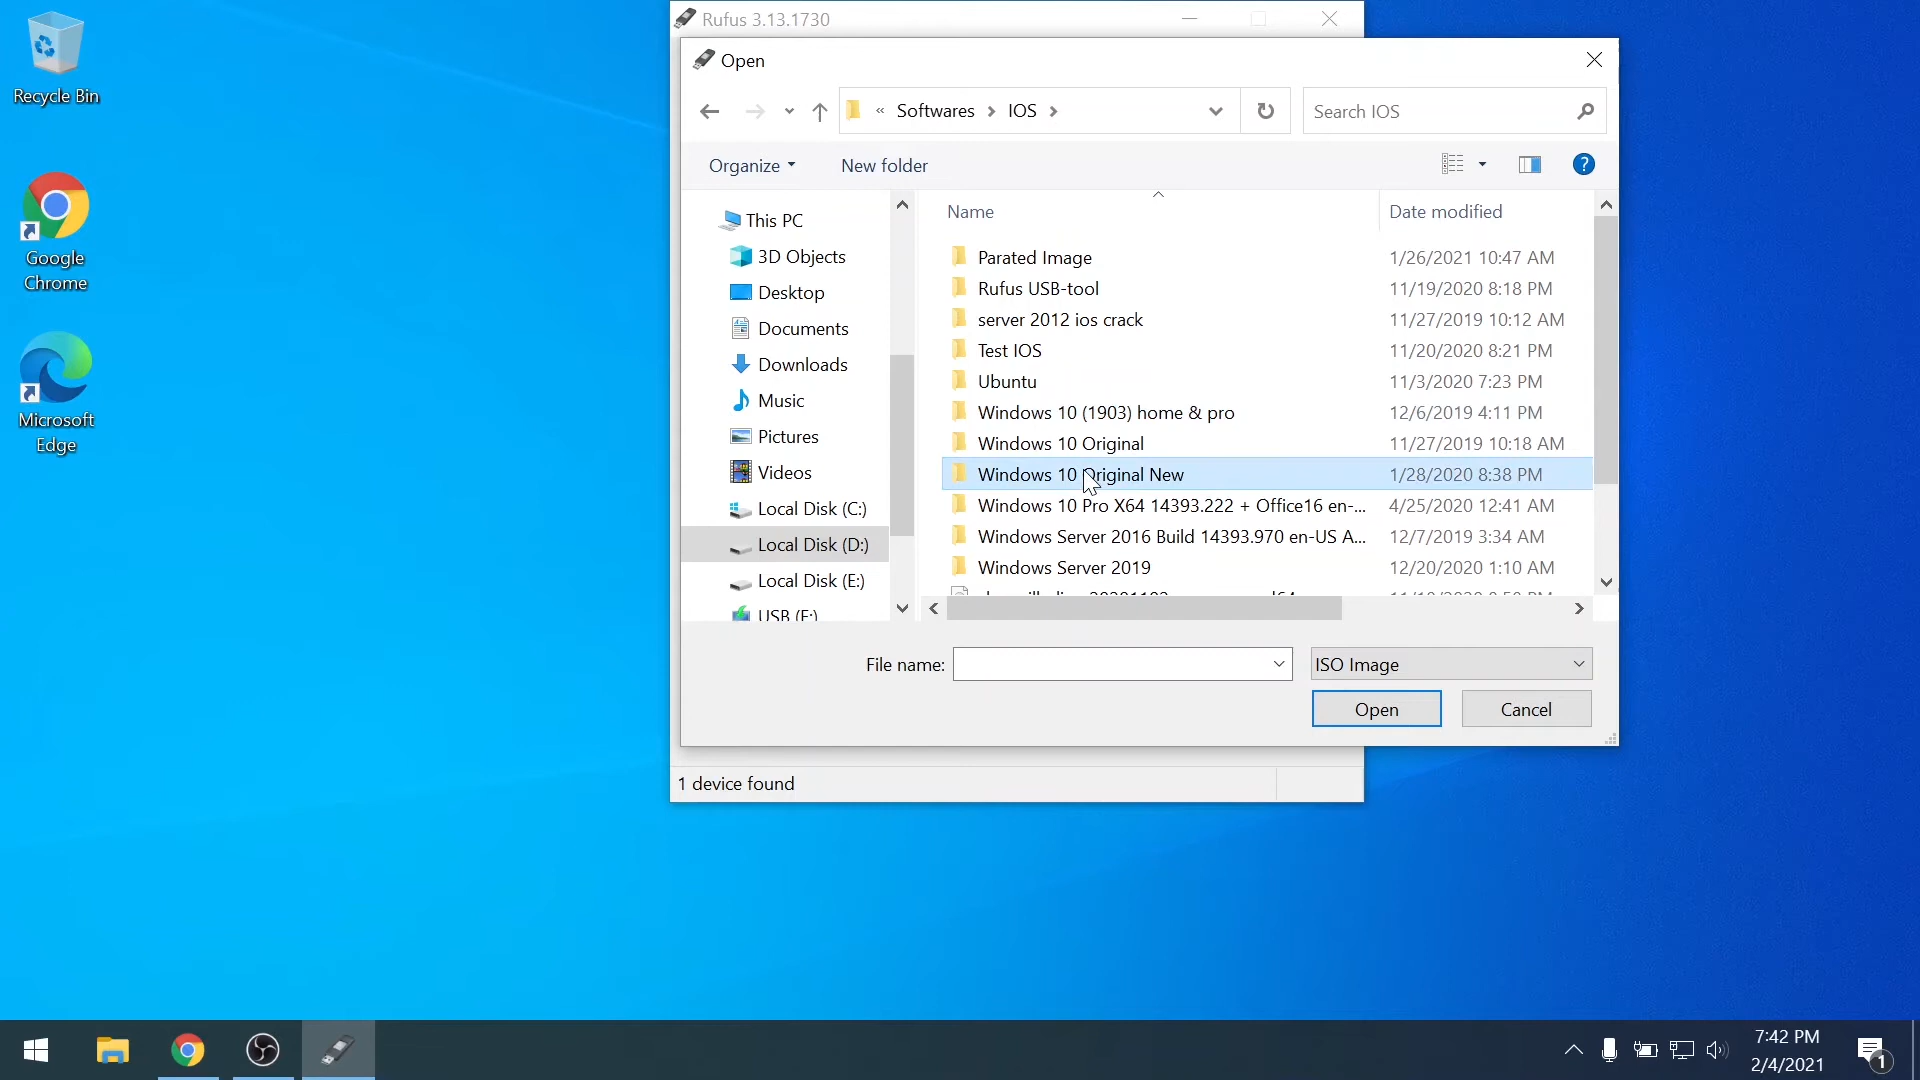 Recycle Bin
Google
Chrome
Microsoft
Edge
Rufus 3.13.1730
Open
« Softwares > IOS >
Search IOS
Organize
New folder
Name
Date modified
This PC
3D Objects
Desktop
Documents
Downloads
Music
Pictures
Videos
Local Disk (C:)
Local Disk (D:)
Local Disk (E:)
Parated Image 1/26/2021 10:47 AM
Rufus USB-tool 11/19/2020 8:18 PM
server 2012 ios crack 11/27/2019 10:12 AM
Test IOS 11/20/2020 8:21 PM
Ubuntu 11/3/2020 7:23 PM
Windows 10 (1903) home & pro 12/6/2019 4:11 PM
Windows 10 Original 11/27/2019 10:18 AM
Windows 10 Original New 1/28/2020 8:38 PM
Windows 10 Pro X64 14393.222 + Office16 en-... 4/25/2020 12:41 AM
Windows Server 2016 Build 14393.970 en-US A... 12/7/2019 3:34 AM
Windows Server 2019 12/20/2020 1:10 AM
File name:
ISO Image
Open
Cancel
1 device found
7:42 PM
2/4/2021
1